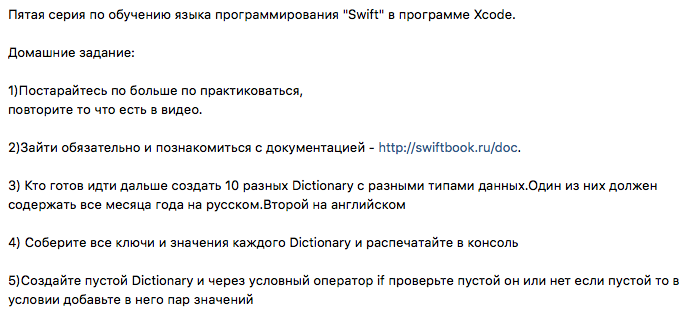 Пятая серия по обучению языка программирования "Swift" в программе Xcode.
Домашние задание:
1)Постарайтесь по больше по практиковаться,
повторите то что есть в видео.
2)Зайти обязательно и познакомиться с документацией - http://swiftbook.ru/doc.
3) Кто готов идти дальше создать 10 разных Dictionary с разными типами данных.Один из них должен
содержать все месяца года на русском.Второй на английском
4) Соберите все ключи и значения каждого Dictionary и распечатайте в консоль
5)Создайте пустой Dictionary и через условный оператор if проверьте пустой он или нет если пустой то в
условии добавьте в него пар значений